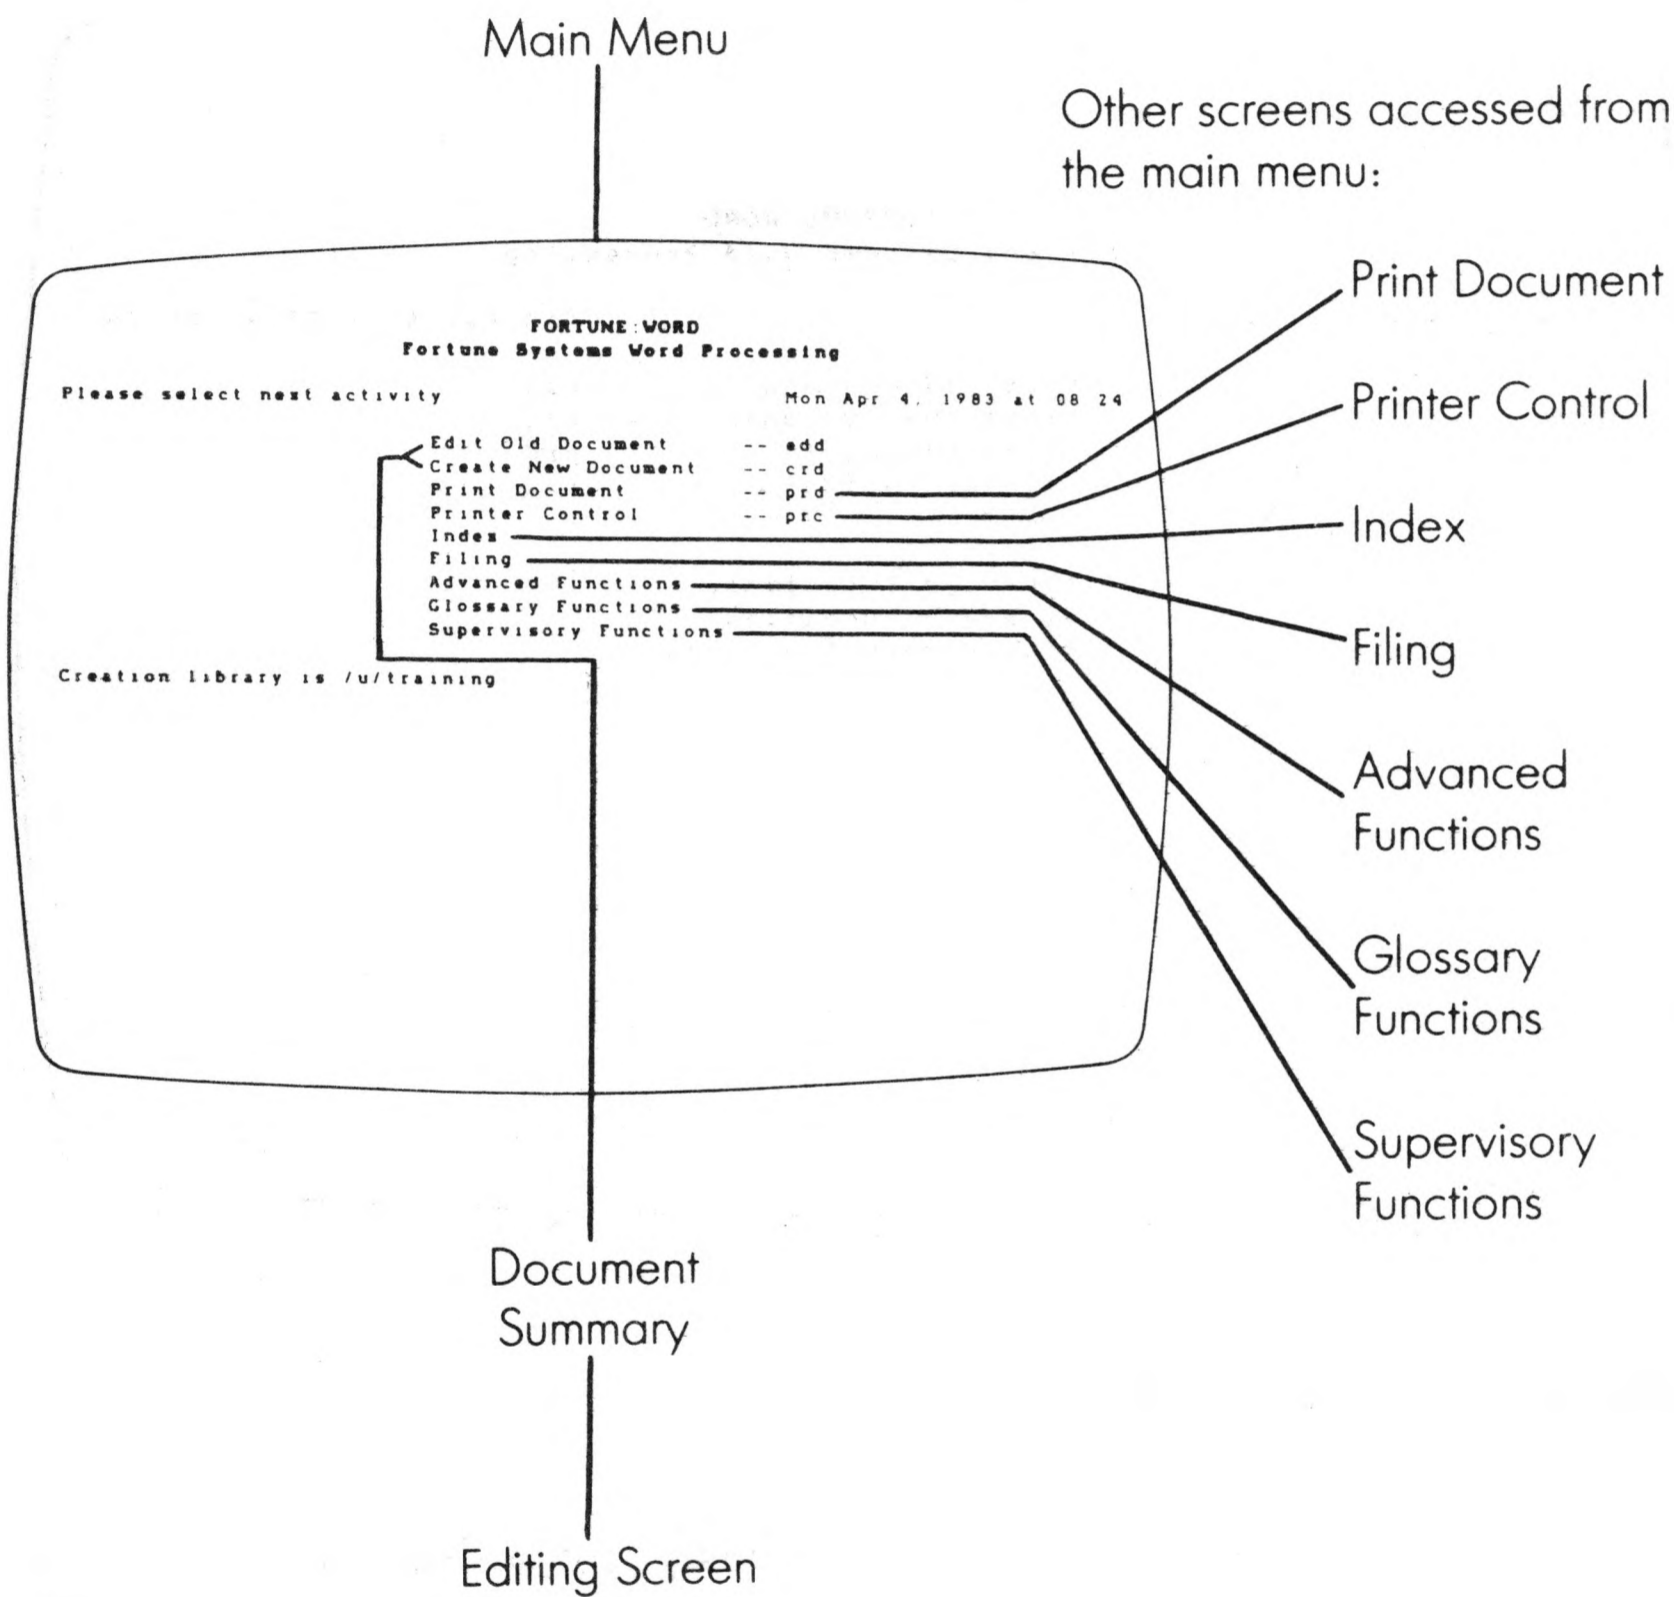 Main Menu
Other screens accessed from
the main menu:
FORTUNE:WORD
Fortune Systems Word Processing
Please select next activity
Mon Apr 4, 1983 at 08 24
Edit Old Document -- edd
Create New Document -- crd
Print Document -- prd
Printer Control -- prc
Index
Filing
Advanced Functions
Glossary Functions
Supervisory Functions
Creation library is /u/training
Print Document
Printer Control
Index
Filing
Advanced
Functions
Glossary
Functions
Supervisory
Functions
Document
Summary
Editing Screen